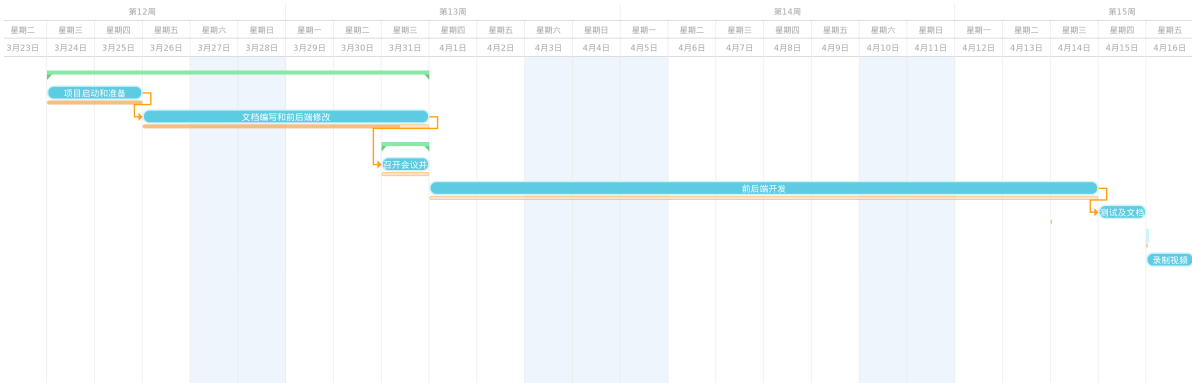 第12周 第13周 第14周 第15周
星期二 星期三 星期四 星期五 星期六 星期日 星期一 星期二 星期三 星期四 星期五 星期六 星期日 星期一 星期二 星期三 星期四 星期五 星期六 星期日 星期一 星期二 星期三 星期四 星期五
3月23日 3月24日 3月25日 3月26日 3月27日 3月28日 3月29日 3月30日 3月31日 4月1日 4月2日 4月3日 4月4日 4月5日 4月6日 4月7日 4月8日 4月9日 4月10日 4月11日 4月12日 4月13日 4月14日 4月15日 4月16日
项目启动和准备
文档编写和前后端修改
召开会议并
前后端开发
测试及文档
录制视频